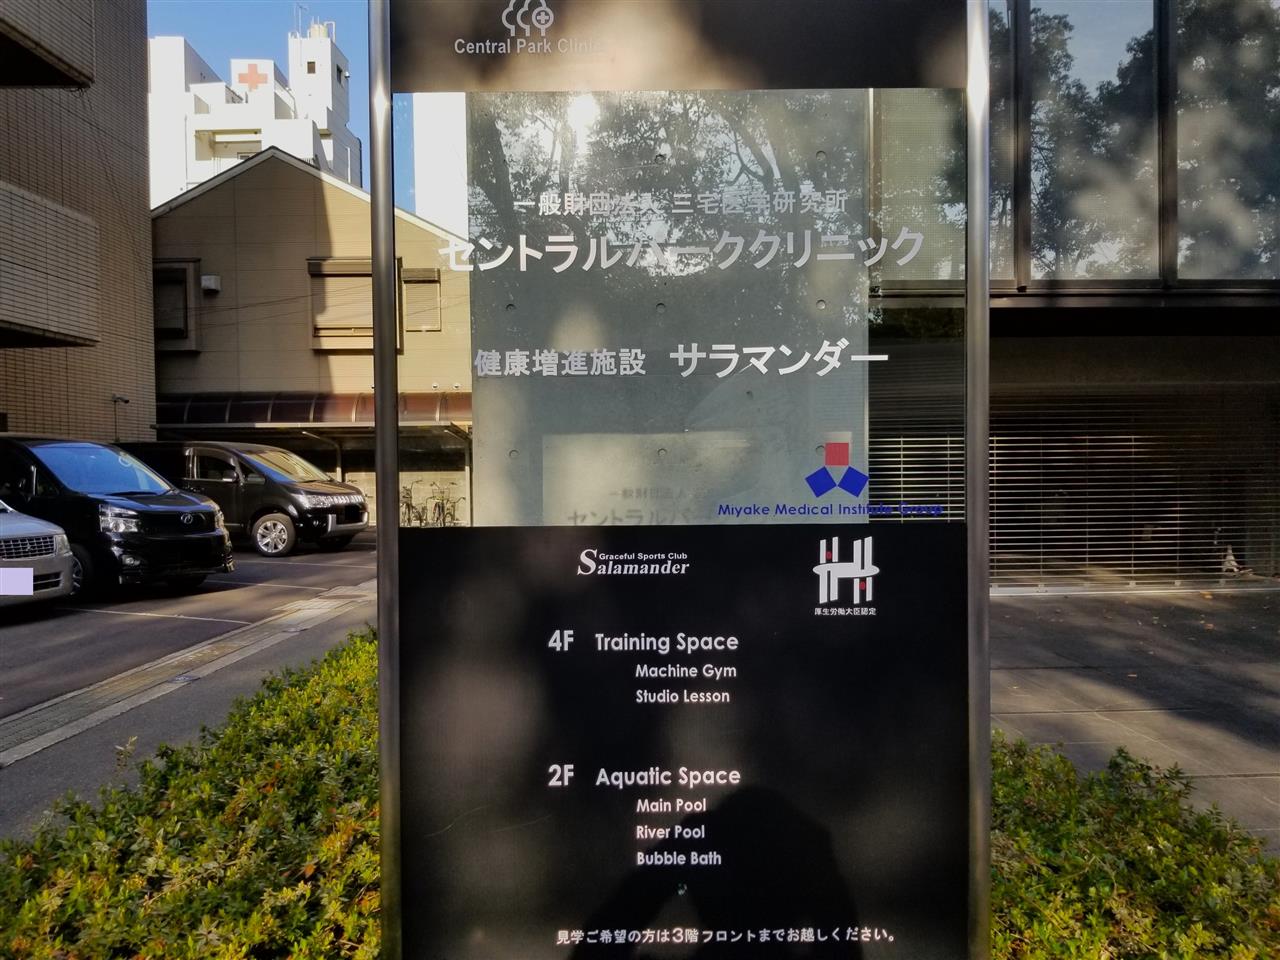 Central Park Clinic
一般財団法人 三宅医学研究所
セントラルパーククリニック
健康増進施設 サラマンダー
Miyake Medical Institute Group
Graceful Sports Club
Salamander
厚生労働大臣認定
4F Training Space
Machine Gym
Studio Lesson
2F Aquatic Space
Main Pool
River Pool
Bubble Bath
見学ご希望の方は3階フロントまでお越しください。